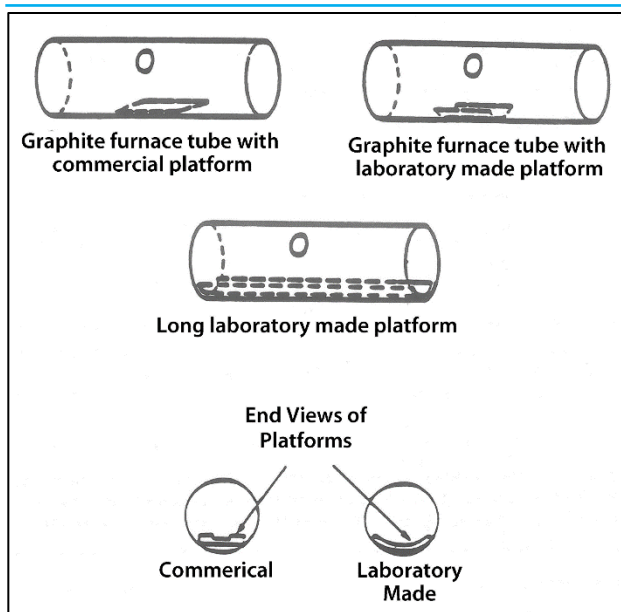 Graphite furnace tube with
commercial platform
Graphite furnace tube with
laboratory made platform
Long laboratory made platform
End Views of
Platforms
Commerical
Laboratory
Made